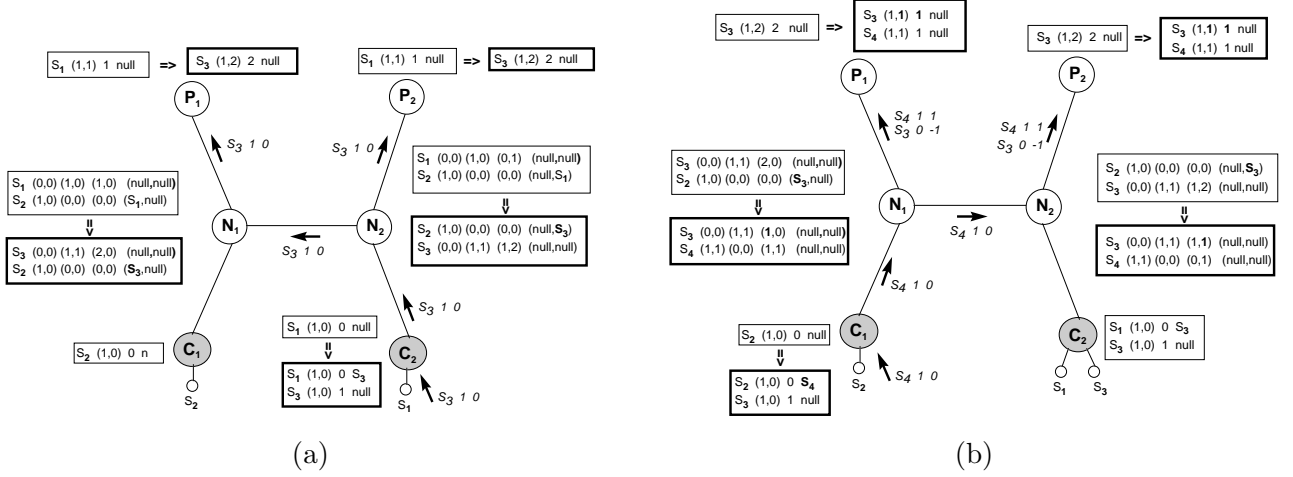 S1 (1,1) 1 null => S3 (1,2) 2 null
S1 (1,1) 1 null => S3 (1,2) 2 null
P1
P2
S3 1 0
S3 1 0
S1 (0,0) (1,0) (1,0) (null,null)
S2 (1,0) (0,0) (0,0) (S1,null)
=>
S3 (0,0) (1,1) (2,0) (null,null)
S2 (1,0) (0,0) (0,0) (S3,null)
S1 (0,0) (1,0) (0,1) (null,null)
S2 (1,0) (0,0) (0,0) (null,S1)
=>
S2 (1,0) (0,0) (0,0) (null,S3)
S3 (0,0) (1,1) (1,2) (null,null)
N1
N2
S3 1 0
S3 1 0
S2 (1,0) 0 n
C1
S2
S1 (1,0) 0 null
=>
S1 (1,0) 0 S3
S3 (1,0) 1 null
C2
S1
S3 1 0
(a)
S3 (1,2) 2 null =>
S3 (1,1) 1 null
S4 (1,1) 1 null
S3 (1,2) 2 null =>
S3 (1,1) 1 null
S4 (1,1) 1 null
P1
P2
S4 1 1
S3 0 -1
S4 1 1
S3 0 -1
S3 (0,0) (1,1) (2,0) (null,null)
S2 (1,0) (0,0) (0,0) (S3,null)
=>
S3 (0,0) (1,1) (1,0) (null,null)
S4 (1,1) (0,0) (1,1) (null,null)
S2 (1,0) (0,0) (0,0) (null,S3)
S3 (0,0) (1,1) (1,2) (null,null)
=>
S3 (0,0) (1,1) (1,1) (null,null)
S4 (1,1) (0,0) (0,1) (null,null)
N1
N2
S4 1 0
S4 1 0
S2 (1,0) 0 null
=>
S2 (1,0) 0 S4
S3 (1,0) 1 null
C1
S2
S4 1 0
C2
S1 (1,0) 0 S3
S3 (1,0) 1 null
S1
S3
(b)